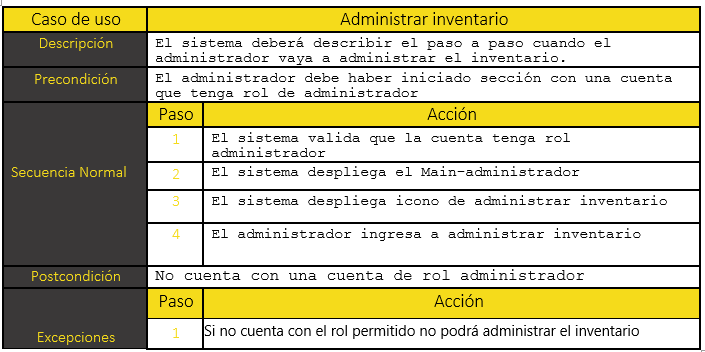 Caso de uso Administrar inventario
Descripción El sistema deberá describir el paso a paso cuando el
administrador vaya a administrar el inventario.
Precondición El administrador debe haber iniciado sección con una cuenta
que tenga rol de administrador
Secuencia Normal
Paso Acción
1 El sistema valida que la cuenta tenga rol
administrador
2 El sistema despliega el Main-administrador
3 El sistema despliega icono de administrar inventario
4 El administrador ingresa a administrar inventario
Postcondición No cuenta con una cuenta de rol administrador
Excepciones
Paso Acción
1 Si no cuenta con el rol permitido no podrá administrar el inventario